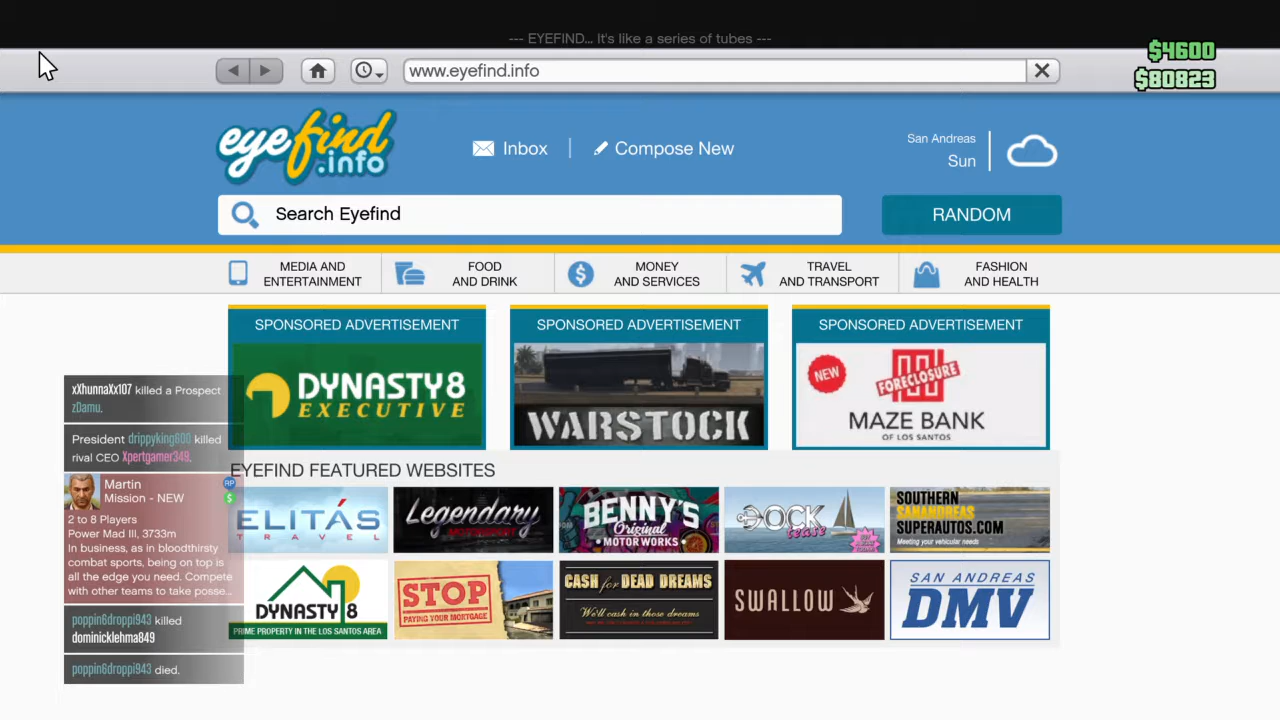 --- EYEFIND... It's like a series of tubes ---
$4600
$80823
www.eyefind.info
eyefind
.info
Inbox
Compose New
San Andreas
Sun
Search Eyefind
RANDOM
MEDIA AND
ENTERTAINMENT
FOOD
AND DRINK
MONEY
AND SERVICES
TRAVEL
AND TRANSPORT
FASHION
AND HEALTH
SPONSORED ADVERTISEMENT
DYNASTY8
EXECUTIVE
SPONSORED ADVERTISEMENT
WARSTOCK
SPONSORED ADVERTISEMENT
NEW
FORECLOSURE
MAZE BANK
OF LOS SANTOS
xXhunnaXx107 killed a Prospect
zDamu.
President drippyking800 killed
rival CEO Xpertgamer349.
Martin
Mission - NEW
RP
$
2 to 8 Players
Power Mad III, 3733m
In business, as in bloodthirsty
combat sports, being on top is
all the edge you need. Compete
with other teams to take posse...
poppin6droppi943 killed
dominicklehma849
poppin6droppi943 died.
EYEFIND FEATURED WEBSITES
ELITÁS
TRAVEL
Legendary
MOTORSPORT
BENNY'S
Original
MOTOR WORKS
DOCK
tease
SOUTHERN
SANANDREAS
SUPERAUTOS.COM
Meeting your vehicular needs
DYNASTY 8
PRIME PROPERTY IN THE LOS SANTOS AREA
STOP
PAYING YOUR MORTGAGE
CASH for DEAD DREAMS
We'll cash in those dreams
SWALLOW
SAN ANDREAS
DMV